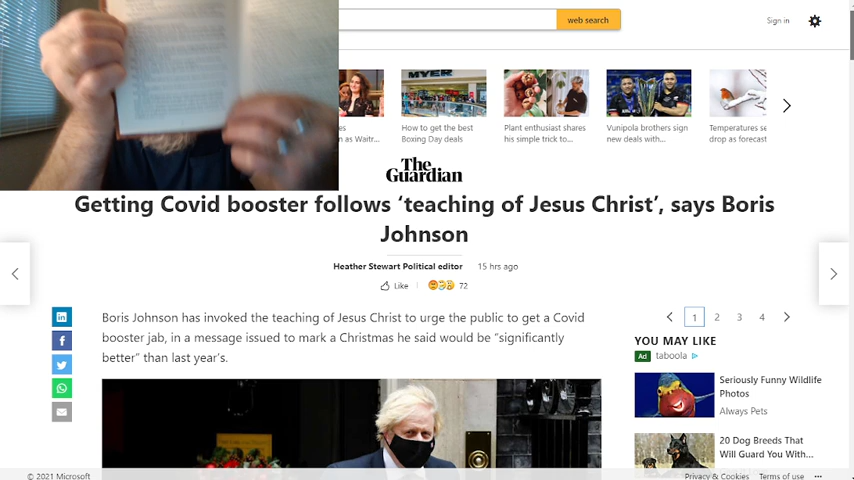 web search
Sign in
MYER
es
n as Waitr...
How to get the best
Boxing Day deals
Plant enthusiast shares
his simple trick to...
Vunipola brothers sign
new deals with...
Temperatures se
drop as forecast
The
Guardian
Getting Covid booster follows ‘teaching of Jesus Christ’, says Boris
Johnson
Heather Stewart Political editor 15 hrs ago
Like 72
Boris Johnson has invoked the teaching of Jesus Christ to urge the public to get a Covid
booster jab, in a message issued to mark a Christmas he said would be “significantly
better” than last year’s.
1 2 3 4
YOU MAY LIKE
Ad taboola
Seriously Funny Wildlife
Photos
Always Pets
20 Dog Breeds That
Will Guard You With...
© 2021 Microsoft
Privacy & Cookies Terms of use ...